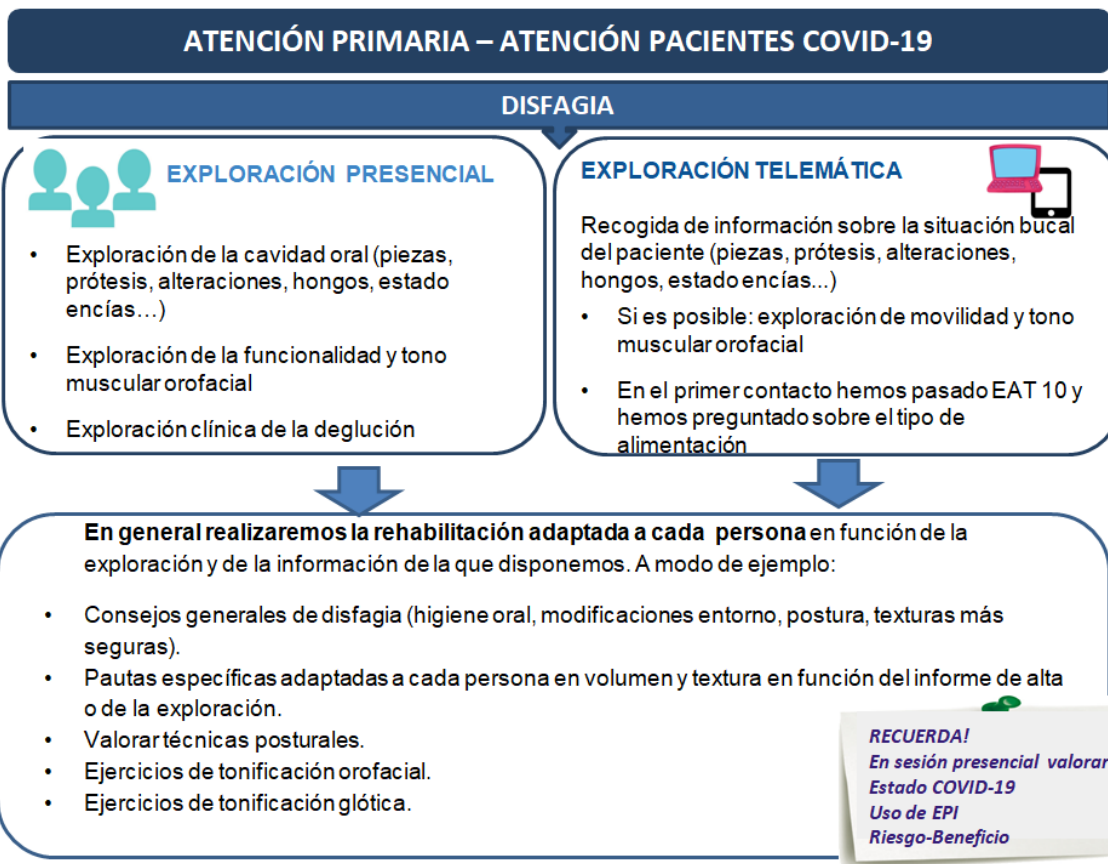 ATENCIÓN PRIMARIA – ATENCIÓN PACIENTES COVID-19
DISFAGIA
EXPLORACIÓN PRESENCIAL
• Exploración de la cavidad oral (piezas,
prótesis, alteraciones, hongos, estado
encías…)
• Exploración de la funcionalidad y tono
muscular orofacial
• Exploración clínica de la deglución
EXPLORACIÓN TELEMÁTICA
Recogida de información sobre la situación bucal
del paciente (piezas, prótesis, alteraciones,
hongos, estado encías...)
• Si es posible: exploración de movilidad y tono
muscular orofacial
• En el primer contacto hemos pasado EAT 10 y
hemos preguntado sobre el tipo de
alimentación
En general realizaremos la rehabilitación adaptada a cada persona en función de la
exploración y de la información de la que disponemos. A modo de ejemplo:
• Consejos generales de disfagia (higiene oral, modificaciones entorno, postura, texturas más
seguras).
• Pautas específicas adaptadas a cada persona en volumen y textura en función del informe de alta
o de la exploración.
• Valorar técnicas posturales.
• Ejercicios de tonificación orofacial.
• Ejercicios de tonificación glótica.
RECUERDA!
En sesión presencial valorar
Estado COVID-19
Uso de EPI
Riesgo-Beneficio